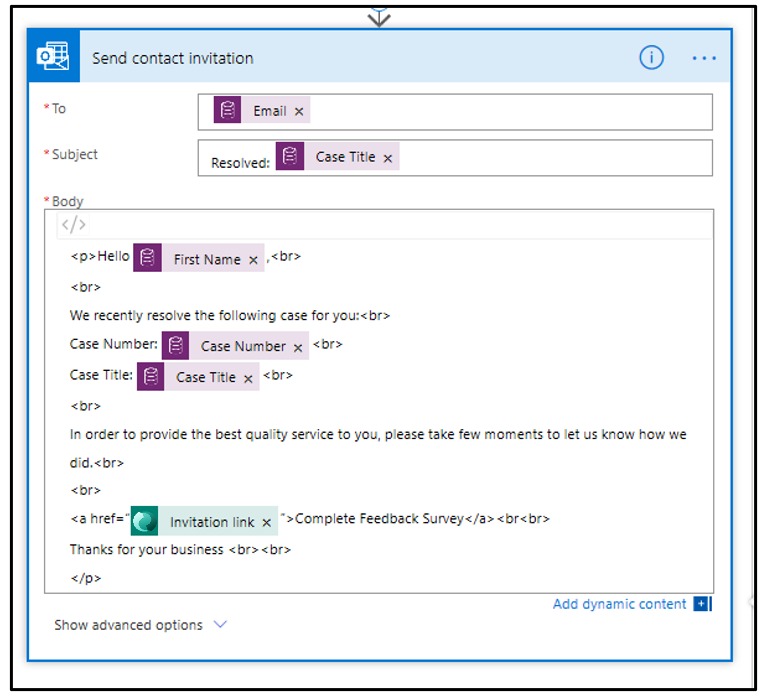 Send contact invitation
* To Email ×
* Subject Resolved: Case Title ×
* Body
</>
<p>Hello First Name × ,<br>
<br>
We recently resolve the following case for you:<br>
Case Number: Case Number × <br>
Case Title: Case Title × <br>
<br>
In order to provide the best quality service to you, please take few moments to let us know how we
did.<br>
<br>
<a href=" Invitation link × ">Complete Feedback Survey</a><br<br>
Thanks for your business <br><br>
</p>
Add dynamic content
Show advanced options